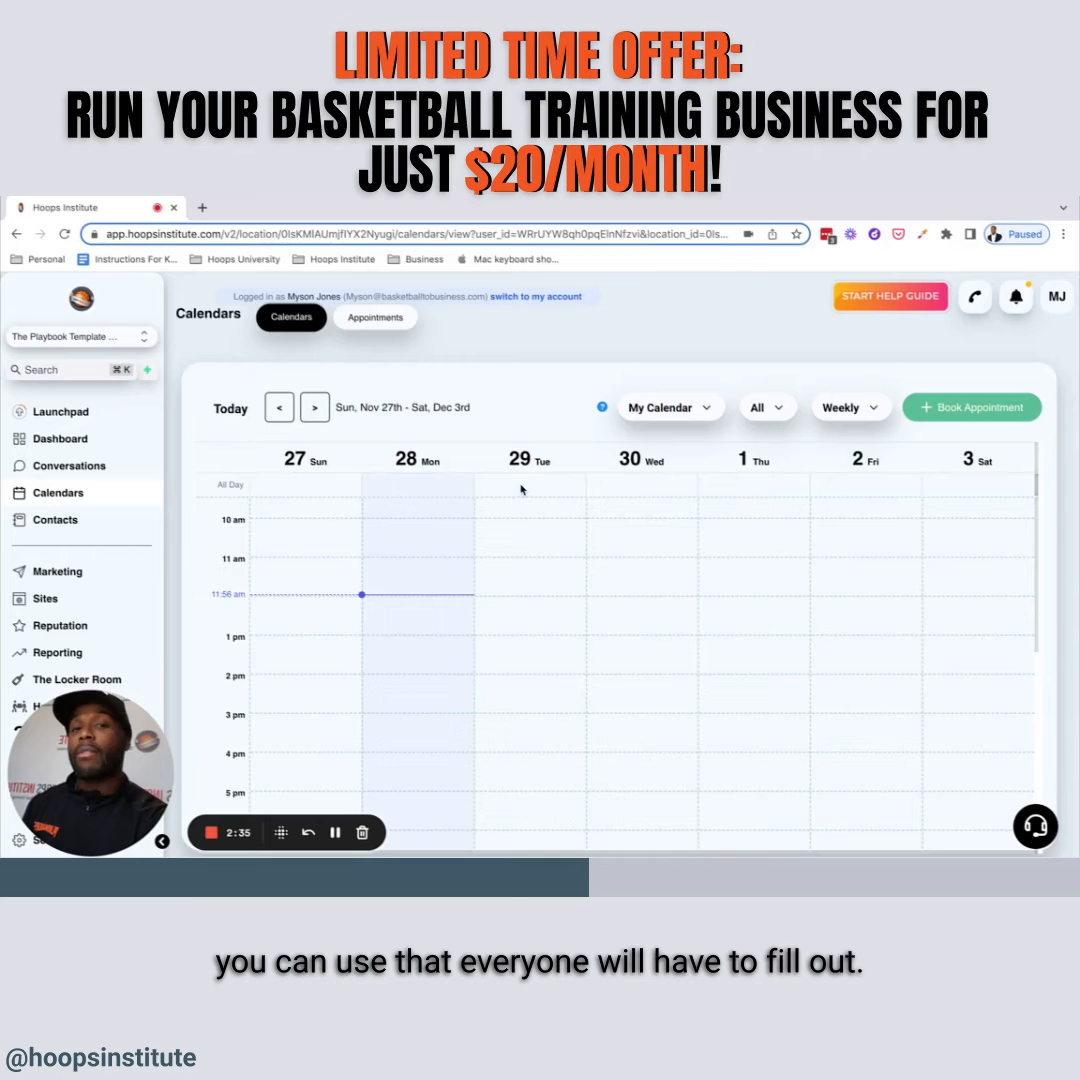 LIMITED TIME OFFER:
RUN YOUR BASKETBALL TRAINING BUSINESS FOR
JUST $20/MONTH!
Hoops Institute
app.hoopsinstitute.com/v2/location/0IsKMIAUmjfIYX2Nyugi/calendars/view?user_id=WRrUYW8qh0pqEInNfzvi&location_id=0Is...
Paused
Personal
Instructions For K...
Hoops University
Hoops Institute
Business
Mac keyboard sho...
Logged in as Myson Jones (Myson@basketballtobusiness.com) switch to my account
Calendars
Calendars
Appointments
START HELP GUIDE
MJ
The Playbook Template ...
Search
⌘ K
Launchpad
Dashboard
Conversations
Calendars
Contacts
Marketing
Sites
Reputation
Reporting
The Locker Room
Today
<
>
Sun, Nov 27th - Sat, Dec 3rd
My Calendar
All
Weekly
+ Book Appointment
27 Sun
28 Mon
29 Tue
30 Wed
1 Thu
2 Fri
3 Sat
All Day
10 am
11 am
11:56 am
1 pm
2 pm
3 pm
4 pm
5 pm
2:35
you can use that everyone will have to fill out.
@hoopsinstitute